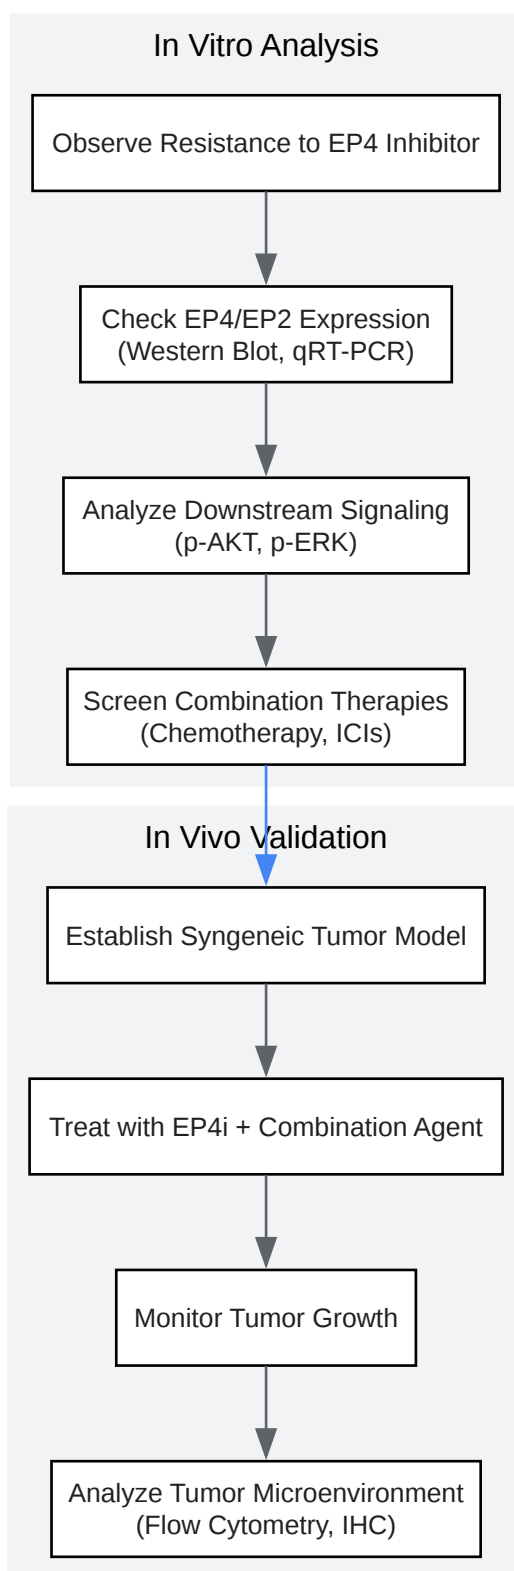 In Vitro Analysis
Observe Resistance to EP4 Inhibitor
Check EP4/EP2 Expression
(Western Blot, qRT-PCR)
Analyze Downstream Signaling
(p-AKT, p-ERK)
Screen Combination Therapies
(Chemotherapy, ICIs)
In Vivo Validation
Establish Syngeneic Tumor Model
Treat with EP4i + Combination Agent
Monitor Tumor Growth
Analyze Tumor Microenvironment
(Flow Cytometry, IHC)